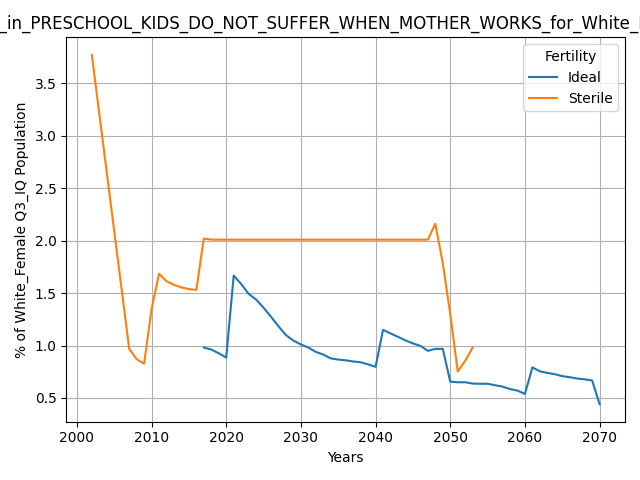 _in_PRESCHOOL_KIDS_DO_NOT_SUFFER_WHEN_MOTHER_WORKS_for_White_
Fertility
Ideal
Sterile
% of White_Female Q3_IQ Population
3.5
3.0
2.5
2.0
1.5
1.0
0.5
2000
2010
2020
2030
2040
2050
2060
2070
Years